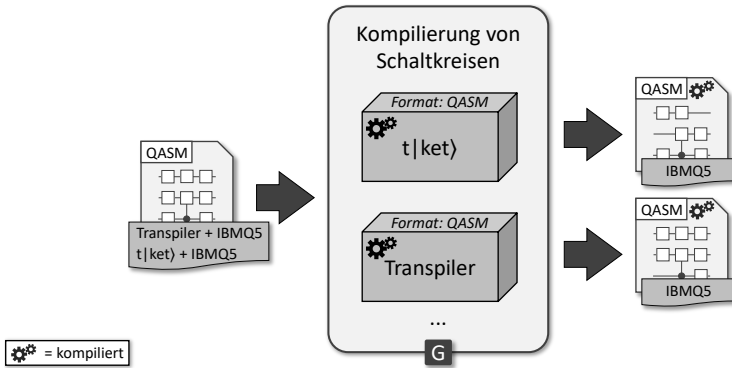 Kompilierung von
Schaltkreisen
QASM
Transpiler + IBMQ5
t|ket⟩ + IBMQ5
Format: QASM
t|ket⟩
Format: QASM
Transpiler
...
G
QASM
IBMQ5
QASM
IBMQ5
= kompiliert